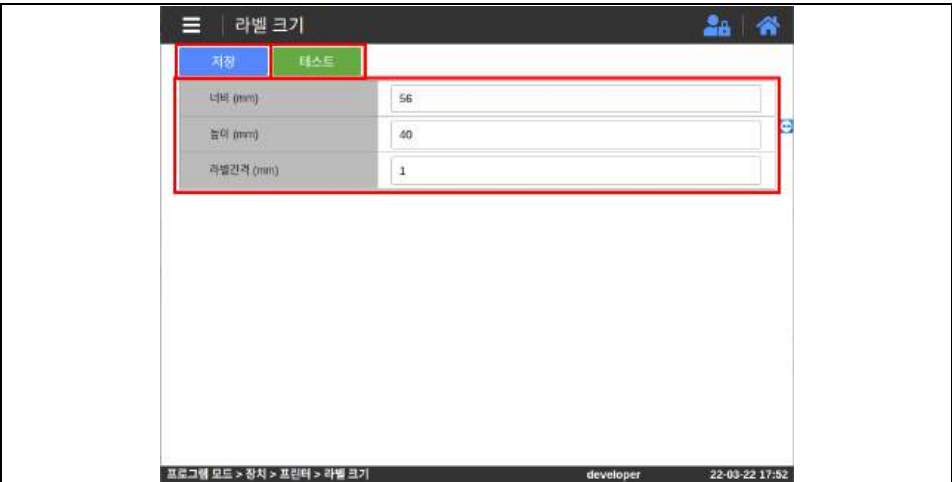 라벨 크기
저장 테스트
너비 (mm) 56
높이 (mm) 40
라벨간격 (mm) 1
프로그램 모드 > 장치 > 프린터 > 라벨 크기 developer 22-03-22 17:52